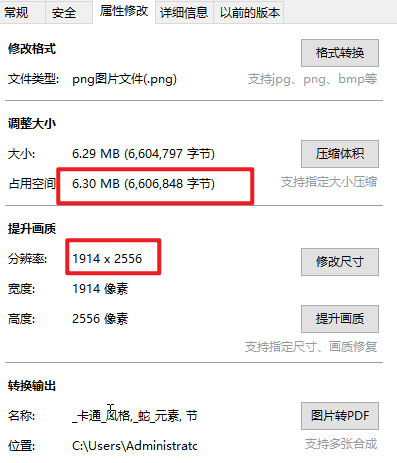 常规 安全 属性修改 详细信息 以前的版本
修改格式 格式转换
文件类型: png图片文件(.png) 支持jpg、png、bmp等
调整大小
大小: 6.29 MB (6,604,797 字节) 压缩体积
占用空间 6.30 MB (6,606,848 字节) 支持指定大小压缩
提升画质
分辨率: 1914 x 2556 修改尺寸
宽度: 1914 像素
高度: 2556 像素 提升画质
支持指定尺寸、画质修复
转换输出
名称: _卡通_风格,_蛇_元素, 节 图片转PDF
位置: C:\Users\Administratc 支持多张合成